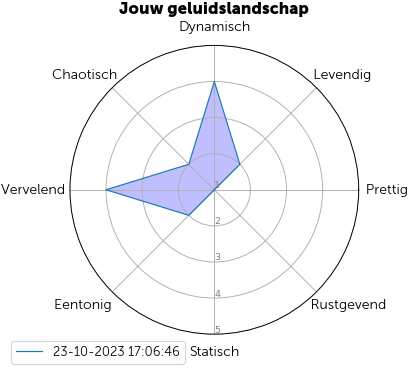 Jouw geluidslandschap
Dynamisch
Chaotisch
Levendig
Vervelend
1
Prettig
2
3
4
Eentonig
Rustgevend
5
23-10-2023 17:06:46
Statisch